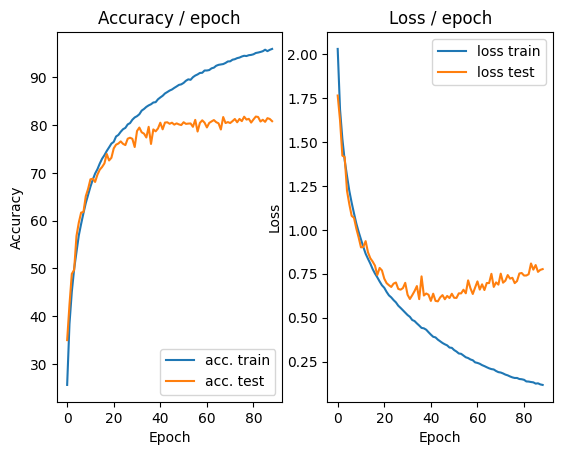 Accuracy / epoch
Accuracy
90
80
70
60
50
40
30
0
20
40
60
80
Epoch
acc. train
acc. test
Loss / epoch
Loss
2.00
1.75
1.50
1.25
1.00
0.75
0.50
0.25
0
20
40
60
80
Epoch
loss train
loss test